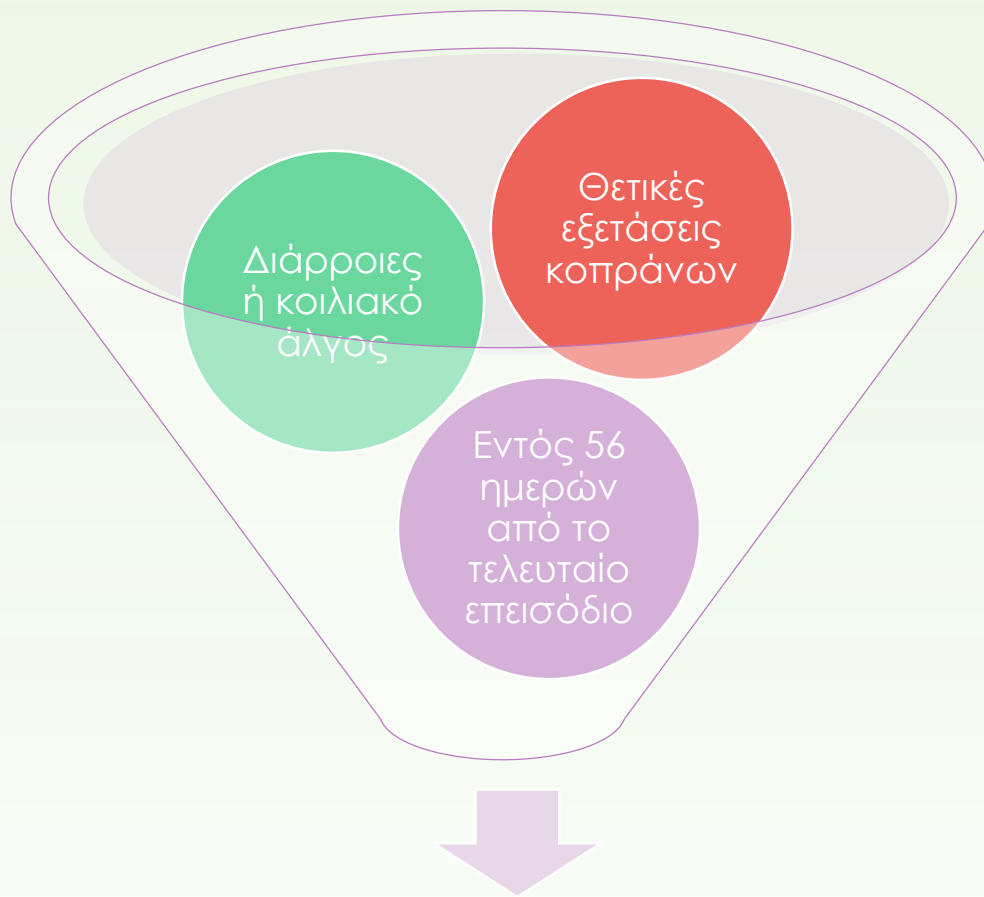 Διάρροιες
ή κοιλιακό
άλγος
Θετικές
εξετάσεις
κοπράνων
Εντός 56
ημερών
από το
τελευταίο
επεισόδιο